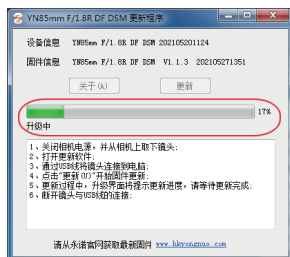 YN85mm F/1.8R DF DSM 更新程序
设备信息 YN85mm F/1.8R DF DSM 202105201124
固件信息 YN85mm F/1.8R DF DSM V1.1.3 202105271351
关于(A) 更新
17%
升级中
1、关闭相机电源，并从相机上取下镜头；
2、打开更新软件；
3、通过USB线将镜头连接到电脑；
4、点击"更新(U)"开始固件更新；
5、更新过程中，升级界面将提示更新进度，请等待更新完成；
6、断开镜头与USB线的连接；
请从永诺官网获取最新固件 www.hkyongnuo.com